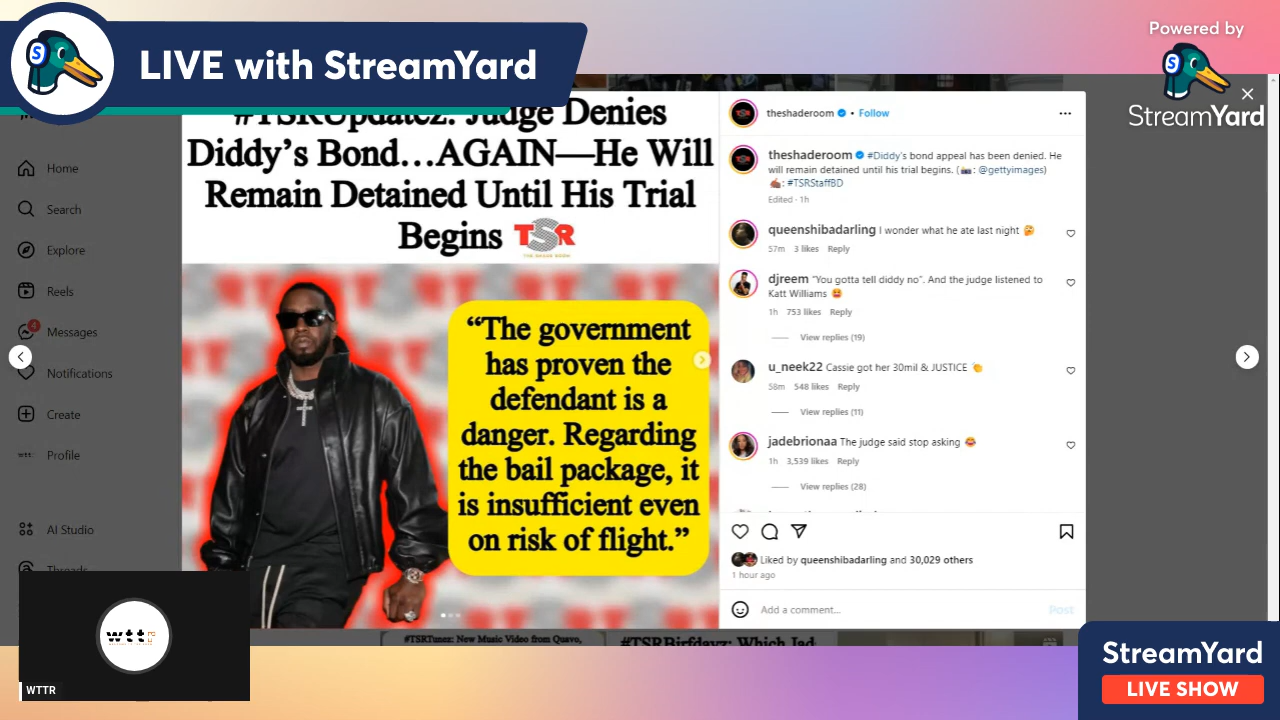 LIVE with StreamYard
Powered by
StreamYard
#TSRUpdatez: Judge Denies
Diddy's Bond...AGAIN—He Will
Remain Detained Until His Trial
Begins TSR
"The government
has proven the
defendant is a
danger. Regarding
the bail package, it
is insufficient even
on risk of flight."
Home
Search
Explore
Reels
4
Messages
Notifications
Create
Profile
AI Studio
Threads
theshaderoom • Follow
theshaderoom #Diddy's bond appeal has been denied. He
will remain detained until his trial begins. (📷: @gettyimages)
✍🏾: #TSRStaffBD
Edited · 1h
queenshibadarling I wonder what he ate last night 🤔
57m 3 likes Reply
djreem "You gotta tell diddy no". And the judge listened to
Katt Williams 😝
1h 753 likes Reply
View replies (19)
u_neek22 Cassie got her 30mil & JUSTICE 👏
58m 548 likes Reply
View replies (11)
jadebrionaa The judge said stop asking 😂
1h 3,539 likes Reply
View replies (28)
Liked by queenshibadarling and 30,029 others
1 hour ago
Add a comment...
Post
#TSRTunez: New Music Video from Quavo,
#TSRBirfdayz: Which Jad
wttr
WTTR
StreamYard
LIVE SHOW